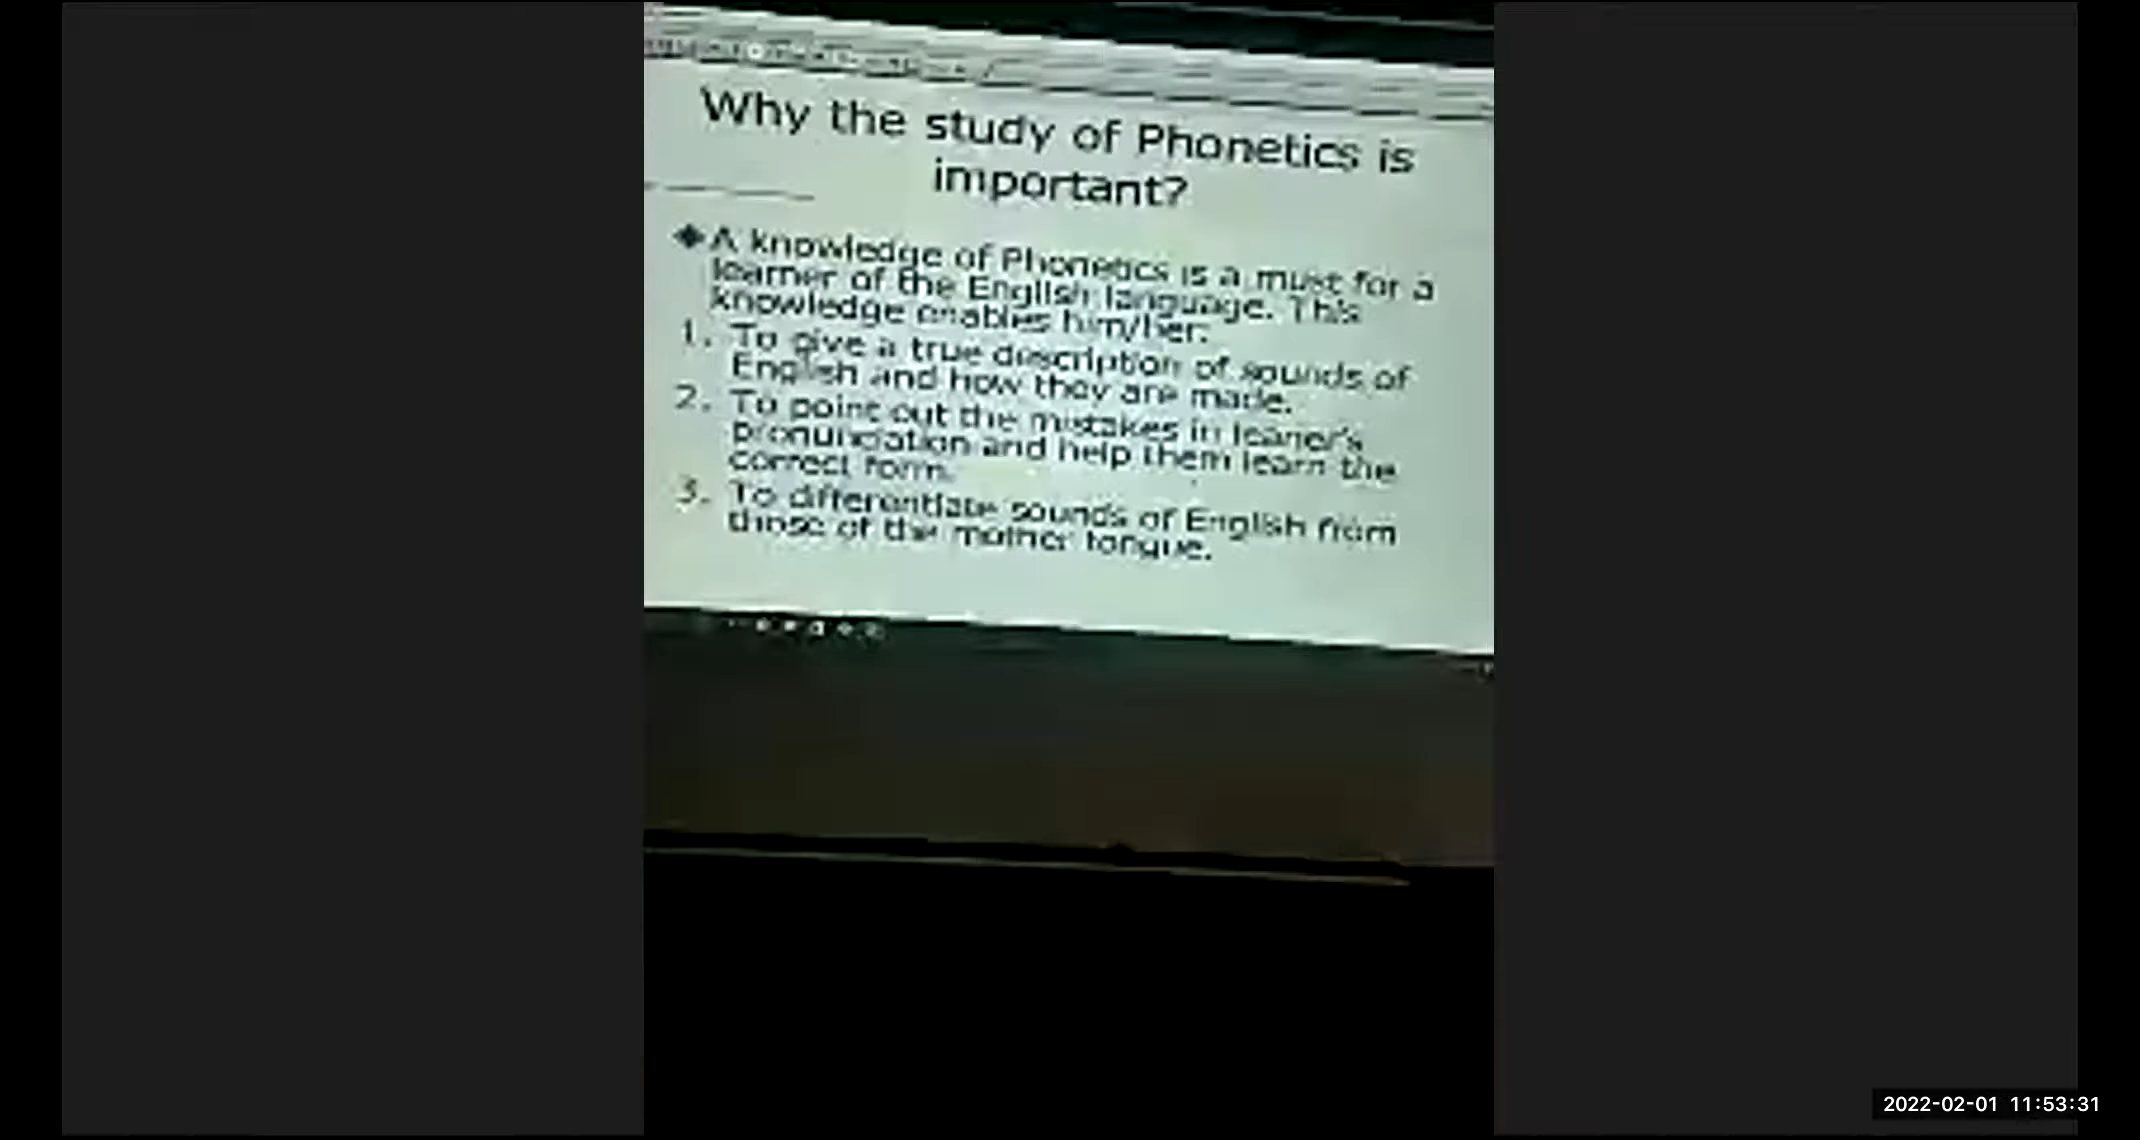 Why the study of Phonetics is
important?
◆A knowledge of Phonetics is a must for a
learner of the English language. This
knowledge enables him/her:
1. To give a true description of sounds of
English and how they are made.
2. To point out the mistakes in leaner's
pronunciation and help them learn the
correct form.
3. To differentiate sounds of English from
those of the mother tongue.
2022-02-01 11:53:31